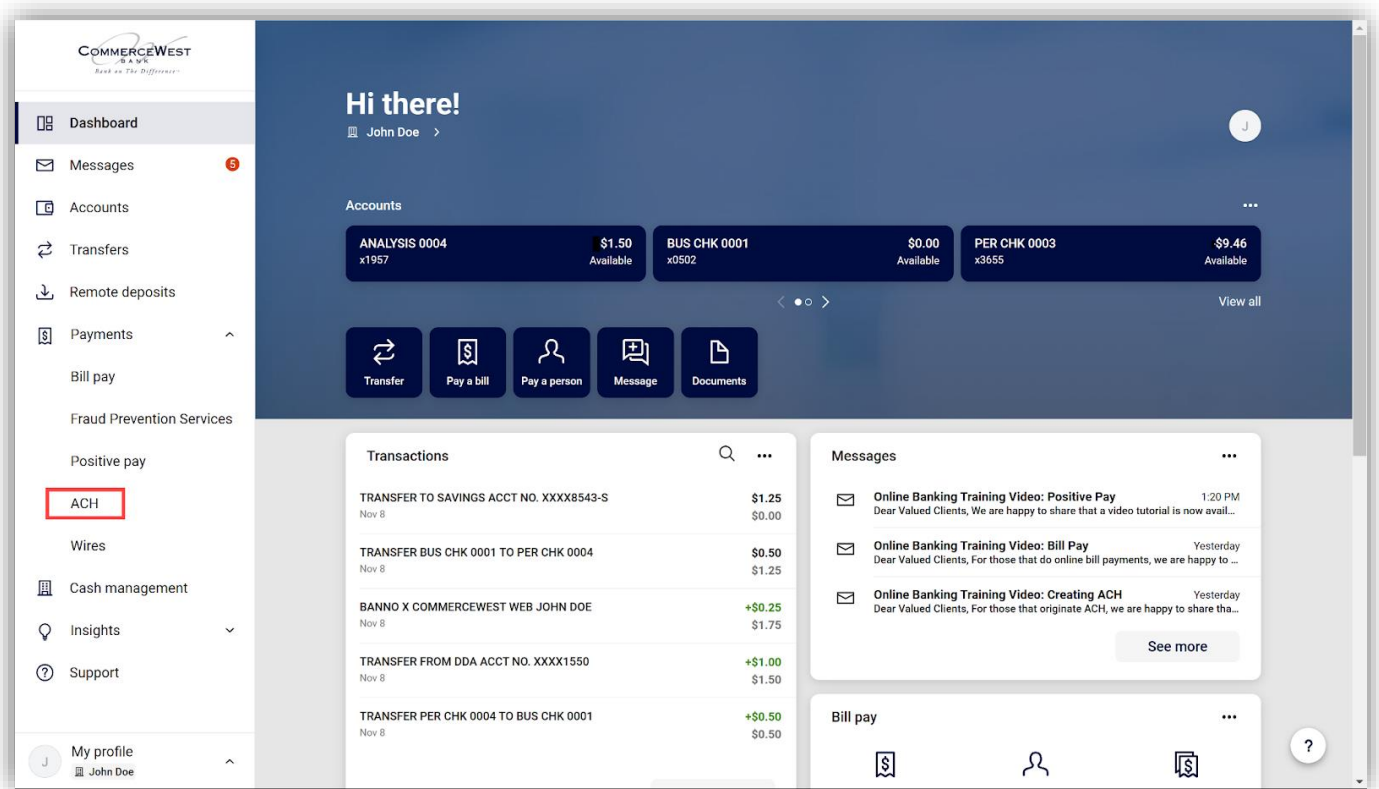 COMMERCEWEST
BANK
Bank on The Difference
Dashboard
Messages
5
Accounts
Transfers
Remote deposits
Payments
Bill pay
Fraud Prevention Services
Positive pay
ACH
Wires
Cash management
Insights
Support
J
My profile
John Doe
Hi there!
John Doe
J
Accounts
ANALYSIS 0004 $1.50
x1957 Available
BUS CHK 0001 $0.00
x0502 Available
PER CHK 0003 $9.46
x3655 Available
View all
Transfer
Pay a bill
Pay a person
Message
Documents
Transactions
TRANSFER TO SAVINGS ACCT NO. XXXX8543-S $1.25
Nov 8 $0.00
TRANSFER BUS CHK 0001 TO PER CHK 0004 $0.50
Nov 8 $1.25
BANNO X COMMERCEWEST WEB JOHN DOE +$0.25
Nov 8 $1.75
TRANSFER FROM DDA ACCT NO. XXXX1550 +$1.00
Nov 8 $1.50
TRANSFER PER CHK 0004 TO BUS CHK 0001 +$0.50
Nov 8 $0.50
Messages
Online Banking Training Video: Positive Pay 1:20 PM
Dear Valued Clients, We are happy to share that a video tutorial is now avail...
Online Banking Training Video: Bill Pay Yesterday
Dear Valued Clients, For those that do online bill payments, we are happy to ...
Online Banking Training Video: Creating ACH Yesterday
Dear Valued Clients, For those that originate ACH, we are happy to share tha...
See more
Bill pay
?